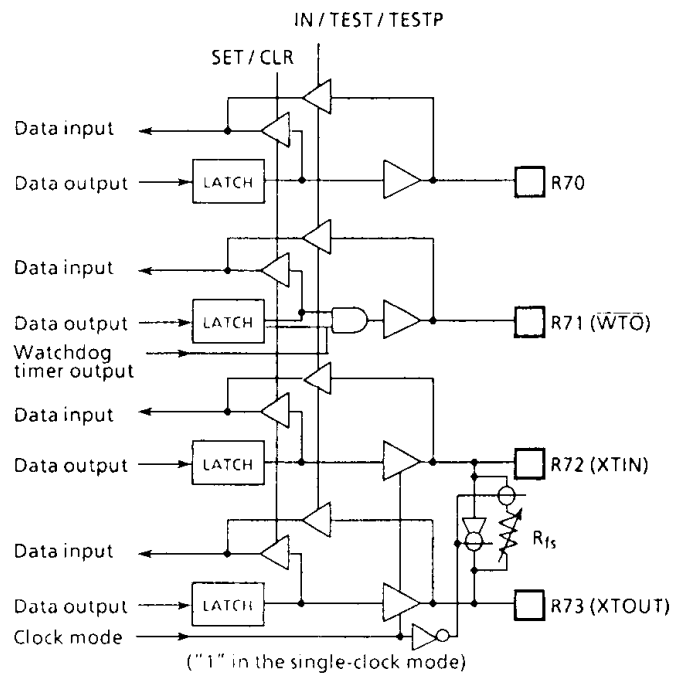 IN / TEST / TESTP
SET / CLR
Data input
Data output
LATCH
R70
Data input
Data output
LATCH
R71 (W̅T̅O̅)
Watchdog
timer output
Data input
Data output
LATCH
R72 (XTIN)
Rfs
Data input
Data output
LATCH
R73 (XTOUT)
Clock mode
("1" in the single-clock mode)